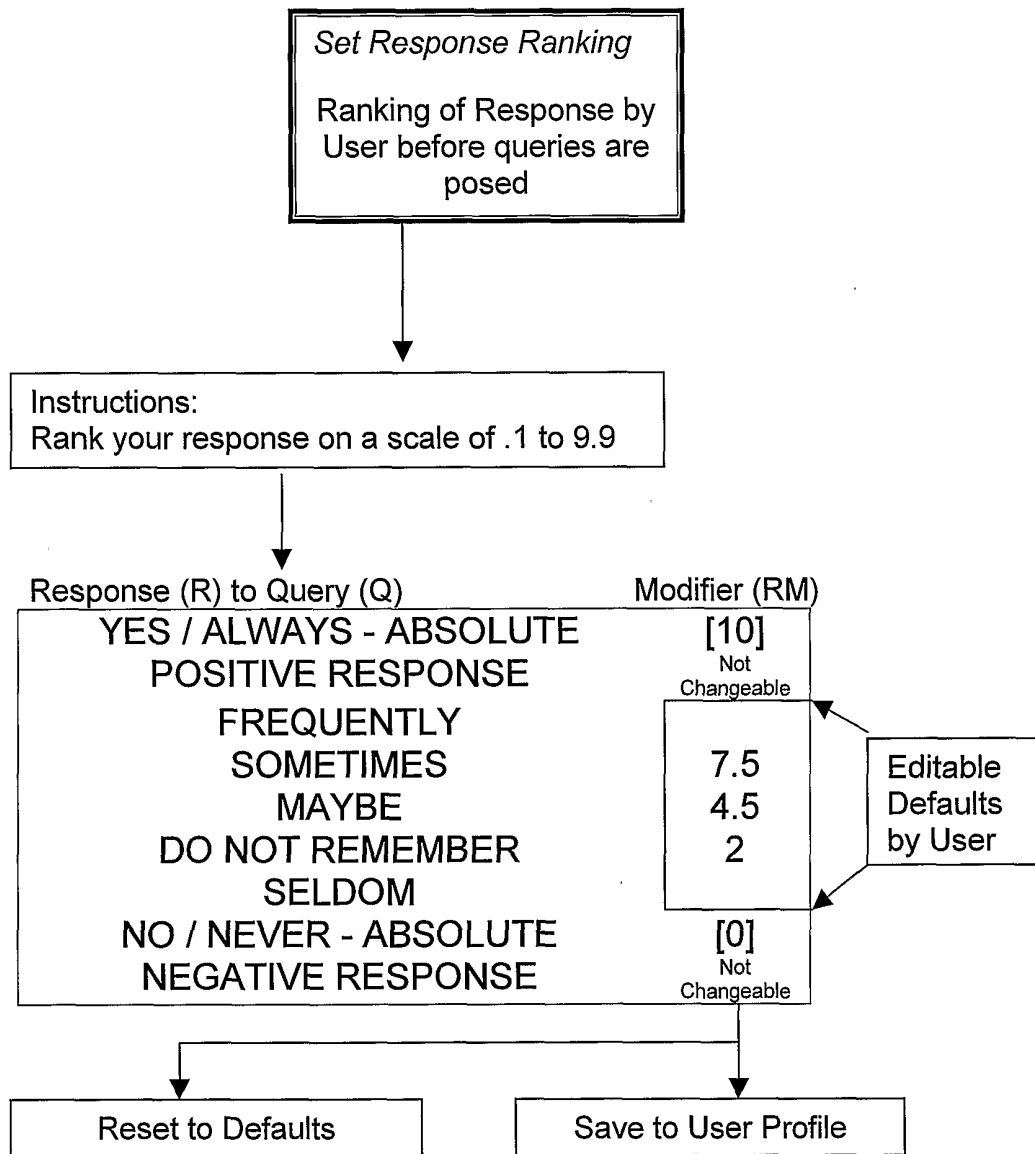 Set Response Ranking
Ranking of Response by
User before queries are
posed
Instructions:
Rank your response on a scale of .1 to 9.9
Response (R) to Query (Q) Modifier (RM)
YES / ALWAYS - ABSOLUTE [10]
POSITIVE RESPONSE Not
Changeable
FREQUENTLY
SOMETIMES 7.5
MAYBE 4.5
DO NOT REMEMBER 2
SELDOM
NO / NEVER - ABSOLUTE [0]
NEGATIVE RESPONSE Not
Changeable
Editable
Defaults
by User
Reset to Defaults
Save to User Profile